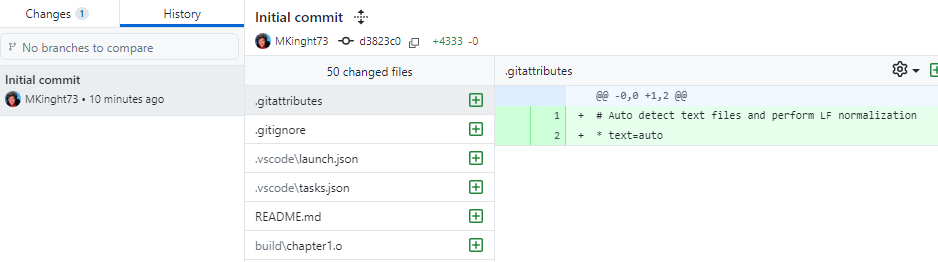 Changes 1 History
No branches to compare
Initial commit
MKinght73 • 10 minutes ago
Initial commit
MKinght73 d3823c0 +4333 -0
50 changed files
.gitattributes
.gitignore
.vscode\launch.json
.vscode\tasks.json
README.md
build\chapter1.o
.gitattributes
@@ -0,0 +1,2 @@
1 + # Auto detect text files and perform LF normalization
2 + * text=auto